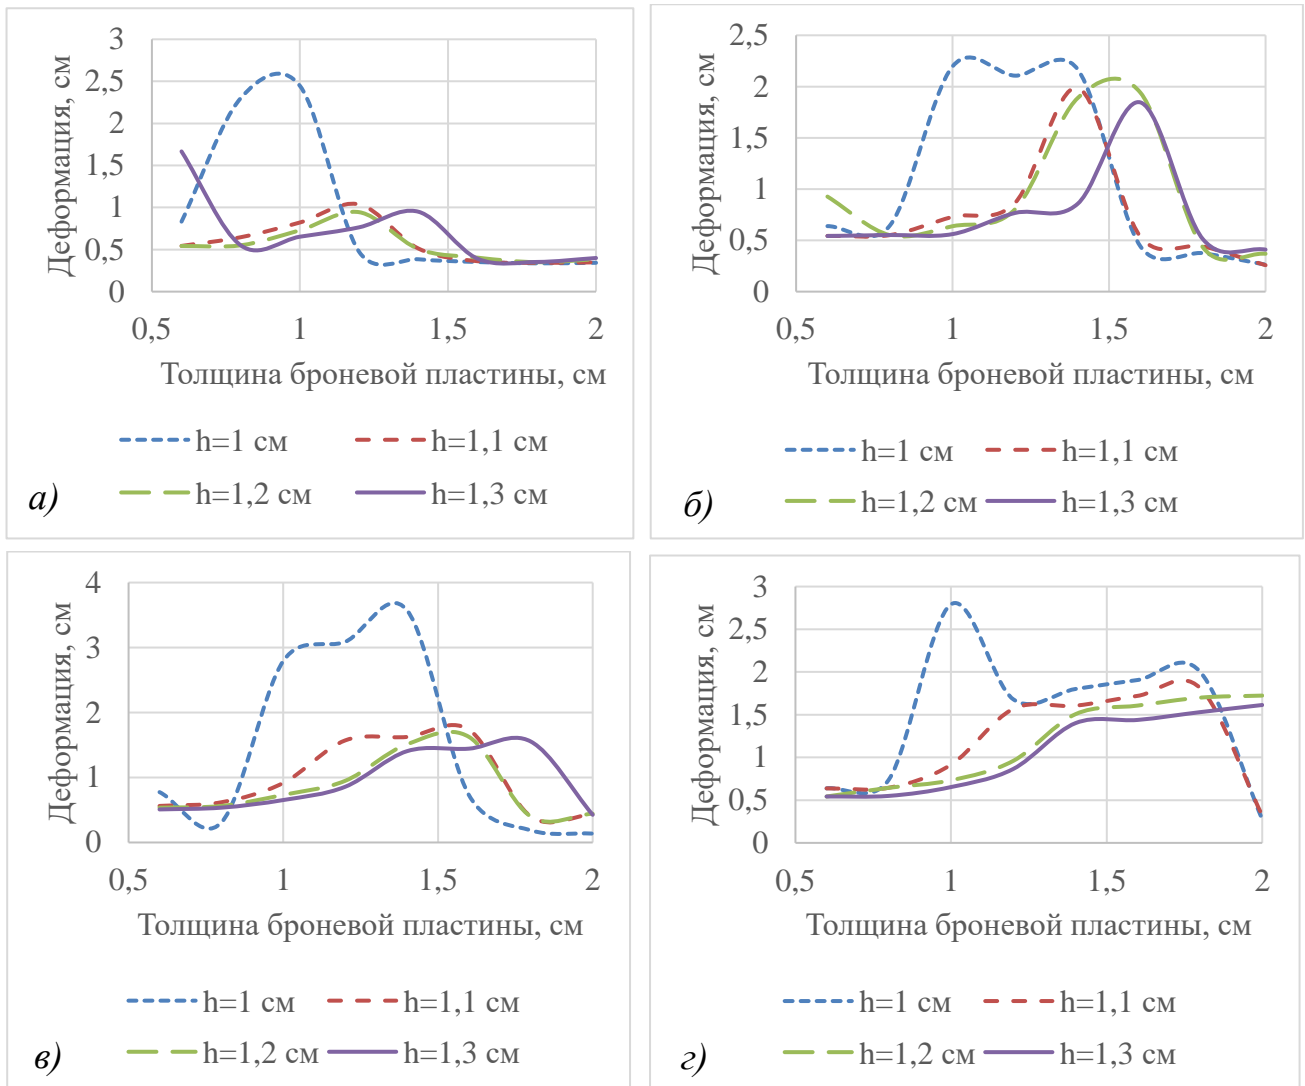 3
2,5
2
1,5
1
0,5
0
Деформация, см
0,5 1 1,5 2
Толщина броневой пластины, см
h=1 см h=1,1 см
h=1,2 см h=1,3 см
а)
2,5
2
1,5
1
0,5
0
Деформация, см
0,5 1 1,5 2
Толщина броневой пластины, см
h=1 см h=1,1 см
h=1,2 см h=1,3 см
б)
4
3
2
1
0
Деформация, см
0,5 1 1,5 2
Толщина броневой пластины, см
h=1 см h=1,1 см
h=1,2 см h=1,3 см
в)
3
2,5
2
1,5
1
0,5
0
Деформация, см
0,5 1 1,5 2
Толщина броневой пластины, см
h=1 см h=1,1 см
h=1,2 см h=1,3 см
г)